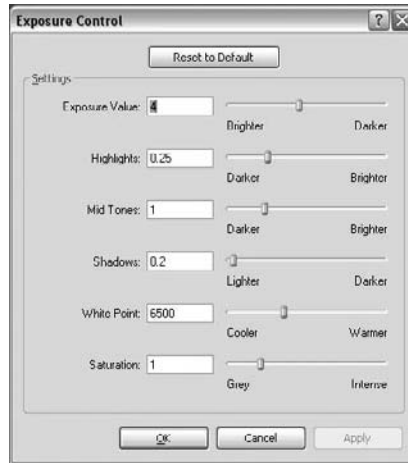 Exposure Control
?
X
Reset to Default
Settings
Exposure Value: 4
Brighter Darker
Highlights: 0.25
Darker Brighter
Mid Tones: 1
Darker Brighter
Shadows: 0.2
Lighter Darker
White Point: 6500
Cooler Warmer
Saturation: 1
Grey Intense
OK Cancel Apply